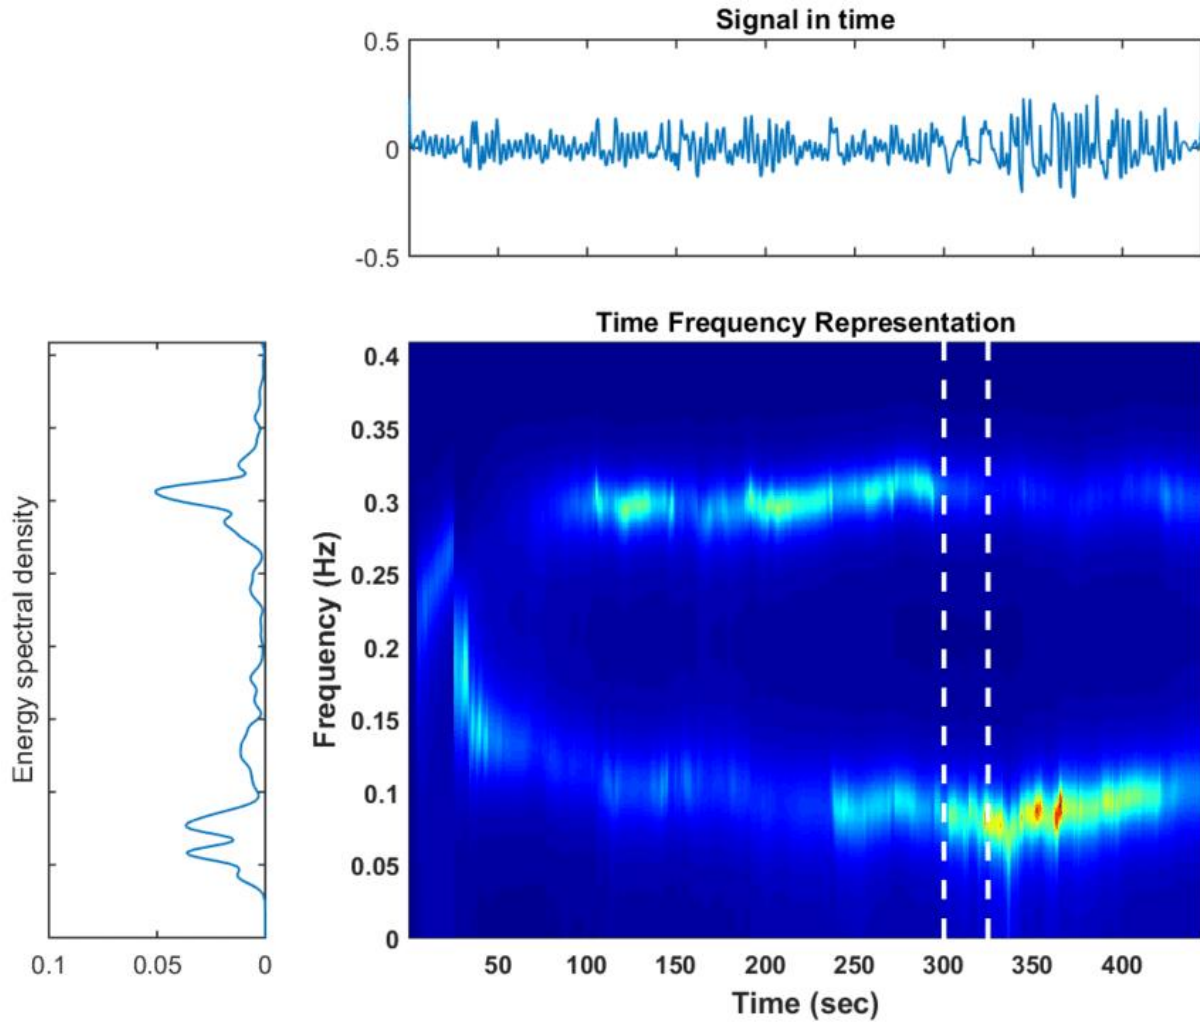 Signal in time
0.5
0
-0.5
Time Frequency Representation
0.4
0.35
0.3
0.25
0.2
0.15
0.1
0.05
0
Frequency (Hz)
Energy spectral density
0.1 0.05 0
50 100 150 200 250 300 350 400
Time (sec)